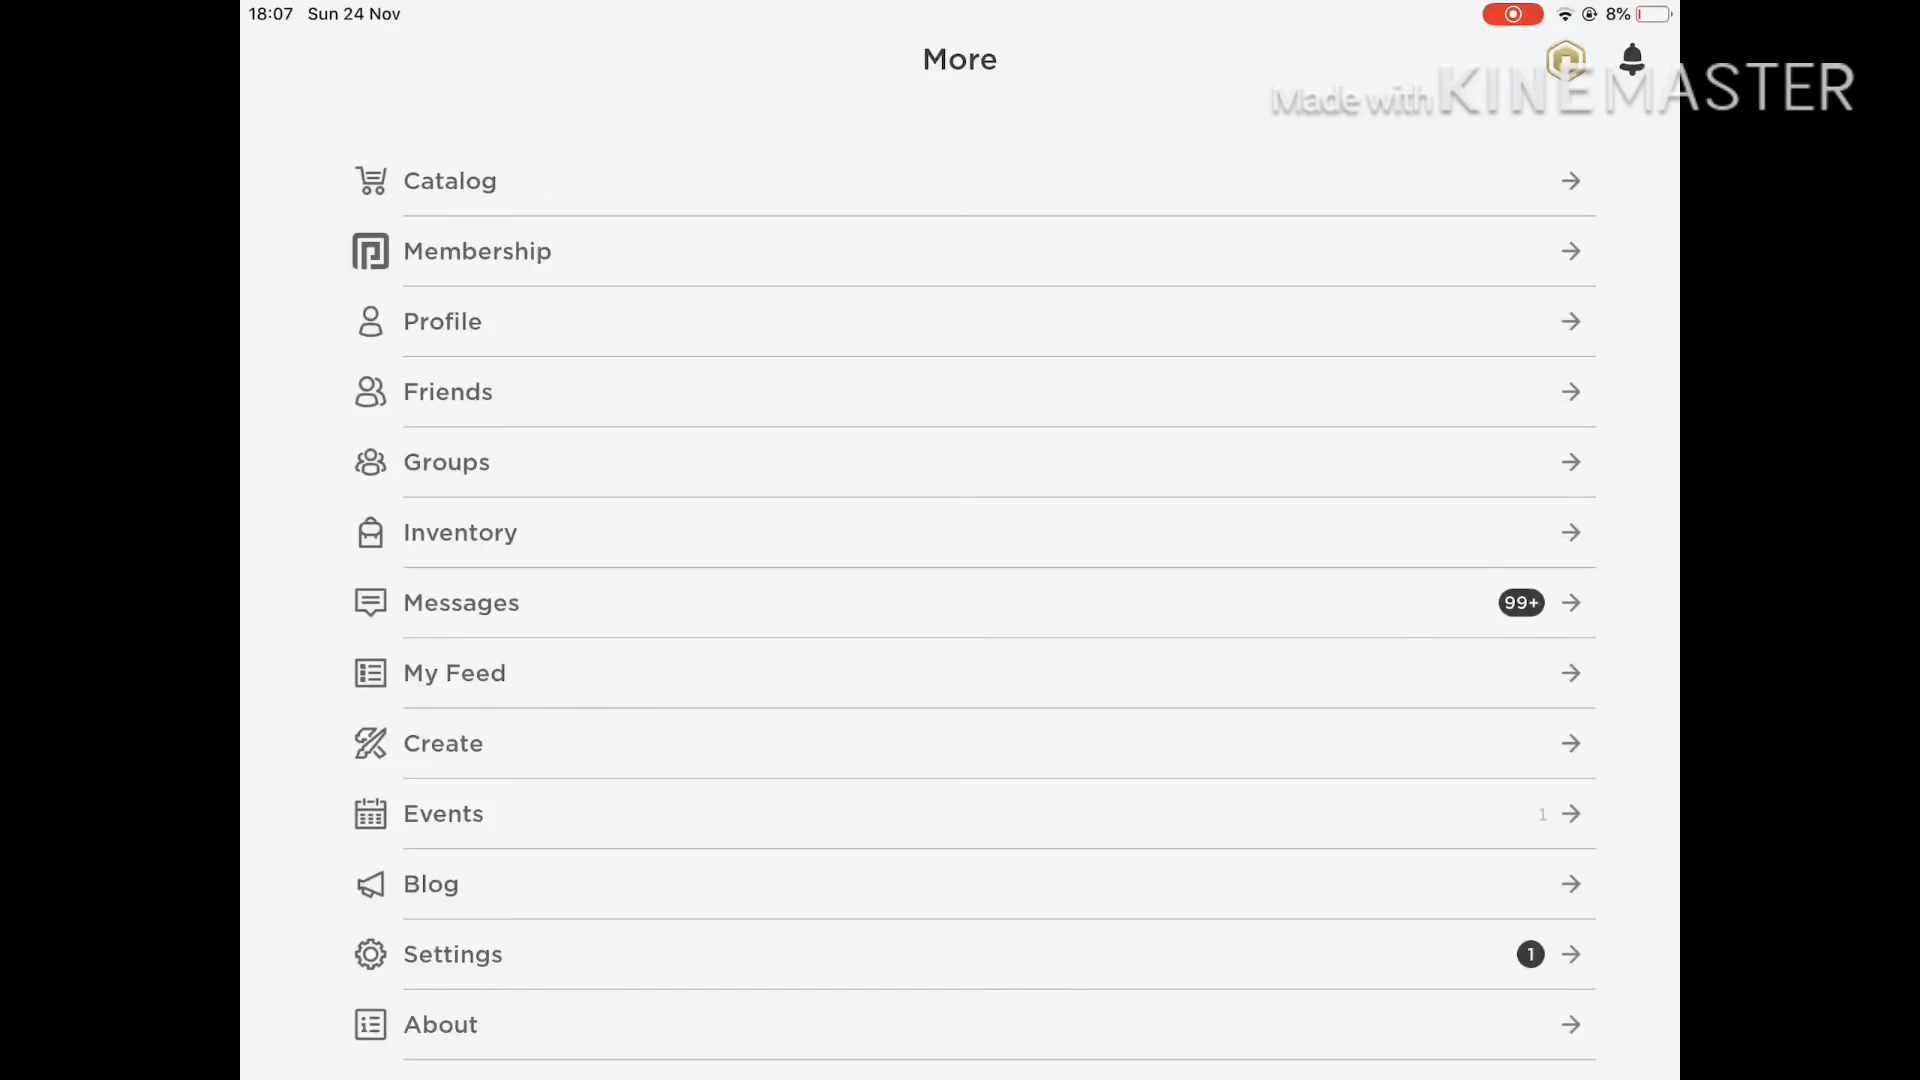 18:07 Sun 24 Nov 8%
More
Made with KINEMASTER
Catalog
Membership
Profile
Friends
Groups
Inventory
Messages 99+
My Feed
Create
Events 1
Blog
Settings 1
About